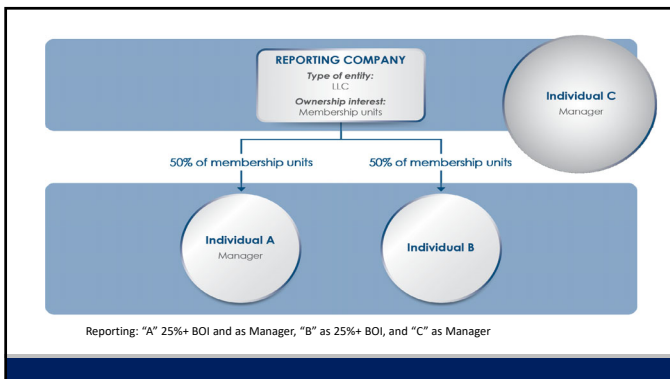 REPORTING COMPANY
Type of entity:
LLC
Ownership interest:
Membership units
Individual C
Manager
50% of membership units
50% of membership units
Individual A
Manager
Individual B
Reporting: “A” 25%+ BOI and as Manager, “B” as 25%+ BOI, and “C” as Manager